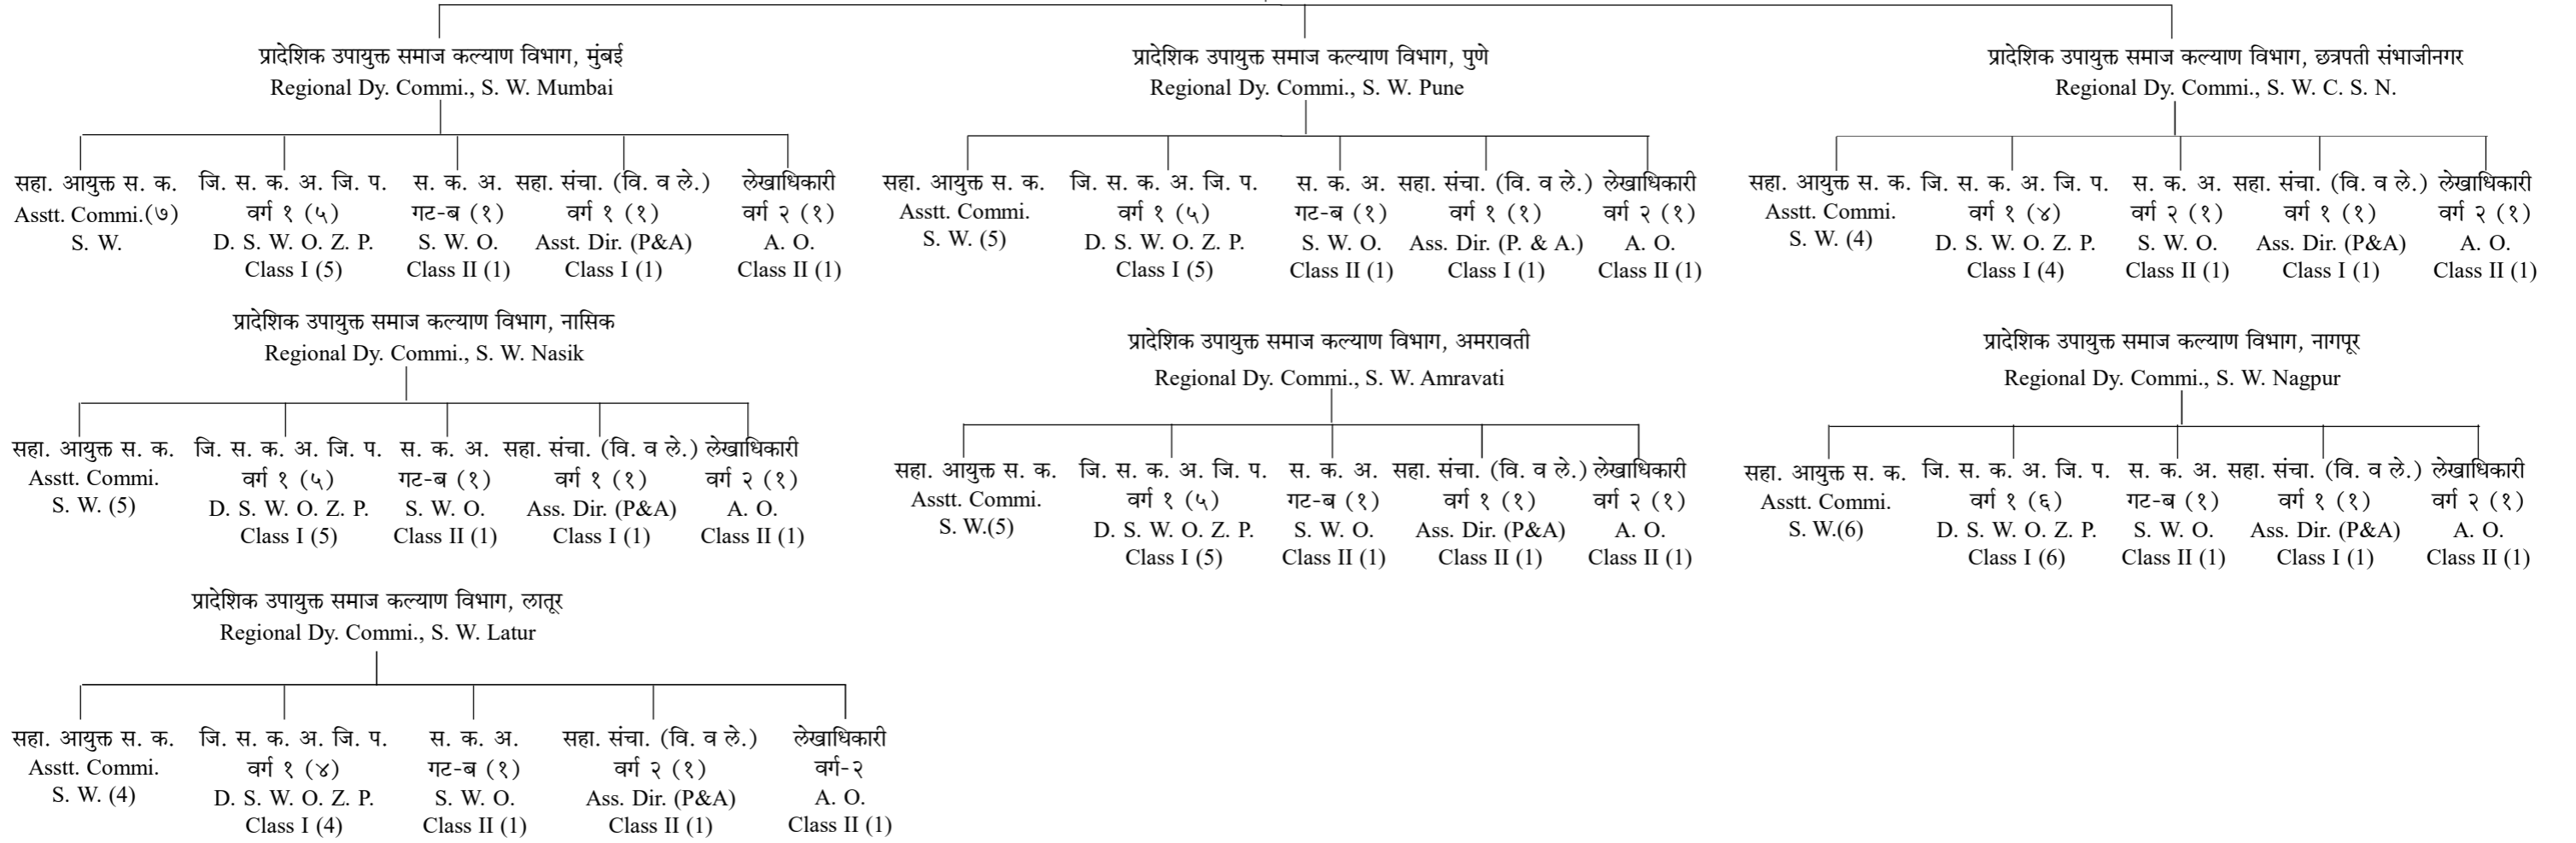 प्रादेशिक उपायुक्त समाज कल्याण विभाग, मुंबई
Regional Dy. Commi., S. W. Mumbai
सहा. आयुक्त स. क.
Asstt. Commi.(७)
S. W.
जि. स. क. अ. जि. प.
वर्ग १ (५)
D. S. W. O. Z. P.
Class I (5)
स. क. अ.
गट-ब (१)
S. W. O.
Class II (1)
सहा. संचा. (वि. व ले.)
वर्ग १ (१)
Asst. Dir. (P&A)
Class I (1)
लेखाधिकारी
वर्ग २ (१)
A. O.
Class II (1)
प्रादेशिक उपायुक्त समाज कल्याण विभाग, पुणे
Regional Dy. Commi., S. W. Pune
सहा. आयुक्त स. क.
Asstt. Commi.
S. W. (5)
जि. स. क. अ. जि. प.
वर्ग १ (५)
D. S. W. O. Z. P.
Class I (5)
स. क. अ.
गट-ब (१)
S. W. O.
Class II (1)
सहा. संचा. (वि. व ले.)
वर्ग १ (१)
Ass. Dir. (P. & A.)
Class I (1)
लेखाधिकारी
वर्ग २ (१)
A. O.
Class II (1)
प्रादेशिक उपायुक्त समाज कल्याण विभाग, छत्रपती संभाजीनगर
Regional Dy. Commi., S. W. C. S. N.
सहा. आयुक्त स. क.
Asstt. Commi.
S. W. (4)
जि. स. क. अ. जि. प.
वर्ग १ (४)
D. S. W. O. Z. P.
Class I (4)
स. क. अ.
वर्ग २ (१)
S. W. O.
Class II (1)
सहा. संचा. (वि. व ले.)
वर्ग १ (१)
Ass. Dir. (P&A)
Class I (1)
लेखाधिकारी
वर्ग २ (१)
A. O.
Class II (1)
प्रादेशिक उपायुक्त समाज कल्याण विभाग, नासिक
Regional Dy. Commi., S. W. Nasik
सहा. आयुक्त स. क.
Asstt. Commi.
S. W. (5)
जि. स. क. अ. जि. प.
वर्ग १ (५)
D. S. W. O. Z. P.
Class I (5)
स. क. अ.
गट-ब (१)
S. W. O.
Class II (1)
सहा. संचा. (वि. व ले.)
वर्ग १ (१)
Ass. Dir. (P&A)
Class I (1)
लेखाधिकारी
वर्ग २ (१)
A. O.
Class II (1)
प्रादेशिक उपायुक्त समाज कल्याण विभाग, अमरावती
Regional Dy. Commi., S. W. Amravati
सहा. आयुक्त स. क.
Asstt. Commi.
S. W.(5)
जि. स. क. अ. जि. प.
वर्ग १ (५)
D. S. W. O. Z. P.
Class I (5)
स. क. अ.
गट-ब (१)
S. W. O.
Class II (1)
सहा. संचा. (वि. व ले.)
वर्ग १ (१)
Ass. Dir. (P&A)
Class II (1)
लेखाधिकारी
वर्ग २ (१)
A. O.
Class II (1)
प्रादेशिक उपायुक्त समाज कल्याण विभाग, नागपूर
Regional Dy. Commi., S. W. Nagpur
सहा. आयुक्त स. क.
Asstt. Commi.
S. W.(6)
जि. स. क. अ. जि. प.
वर्ग १ (६)
D. S. W. O. Z. P.
Class I (6)
स. क. अ.
गट-ब (१)
S. W. O.
Class II (1)
सहा. संचा. (वि. व ले.)
वर्ग १ (१)
Ass. Dir. (P&A)
Class I (1)
लेखाधिकारी
वर्ग २ (१)
A. O.
Class II (1)
प्रादेशिक उपायुक्त समाज कल्याण विभाग, लातूर
Regional Dy. Commi., S. W. Latur
सहा. आयुक्त स. क.
Asstt. Commi.
S. W. (4)
जि. स. क. अ. जि. प.
वर्ग १ (४)
D. S. W. O. Z. P.
Class I (4)
स. क. अ.
गट-ब (१)
S. W. O.
Class II (1)
सहा. संचा. (वि. व ले.)
वर्ग २ (१)
Ass. Dir. (P&A)
Class II (1)
लेखाधिकारी
वर्ग-२
A. O.
Class II (1)